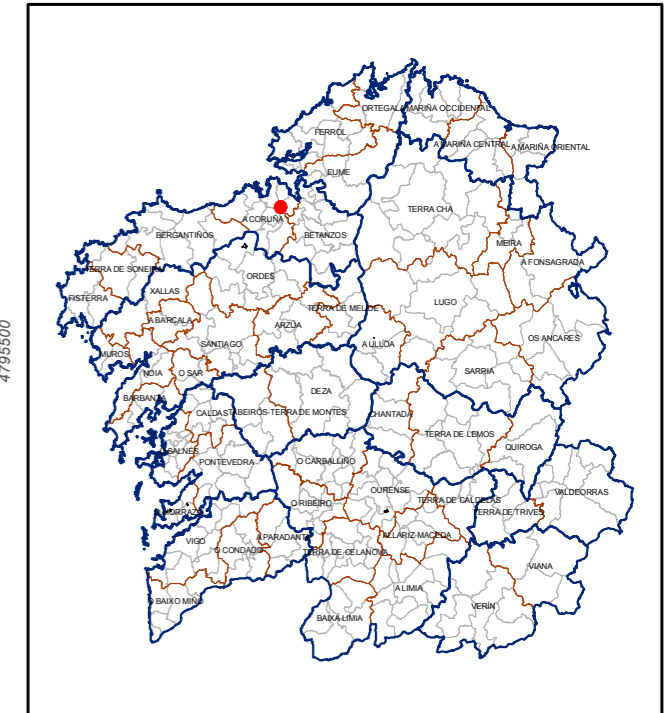 ORTEGAL
A MARIÑA OCCIDENTAL
FERROL
A MARIÑA CENTRAL
A MARIÑA ORIENTAL
EUME
TERRA CHA
A CORUÑA
BETANZOS
BERGANTIÑOS
MEIRA
A FONSAGRADA
TERRA DE SONEIRA
ORDES
XALLAS
FISTERRA
LUGO
TERRA DE MELIDE
A BARCALA
ARZÚA
OS ANCARES
4795500
SANTIAGO
A ULLOA
MUROS
NOIA
O SAR
SARRIA
DEZA
BARBANZA
CALDAS
TABEIRÓS-TERRA DE MONTES
CHANTADA
TERRA DE LEMOS
QUIROGA
SALNÉS
PONTEVEDRA
O CARBALLIÑO
OURENSE
VALDEORRAS
TERRA DE CALDELAS
O RIBEIRO
O MORRAZO
TERRA DE TRIVES
A PARADANTA
ALLARIZ-MACEDA
VIGO
O CONDADO
TERRA DE CELANOVA
VIANA
A LIMIA
O BAIXO MIÑO
VERÍN
BAIXA LIMIA